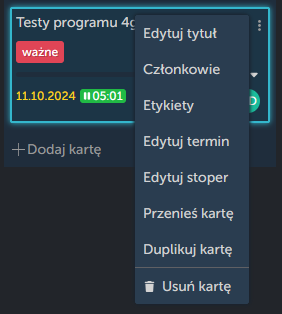 Testy programu 4g
ważne
11.10.2024 05:01
Dodaj kartę
Edytuj tytuł
Członkowie
Etykiety
Edytuj termin
Edytuj stoper
Przenieś kartę
Duplikuj kartę
Usuń kartę